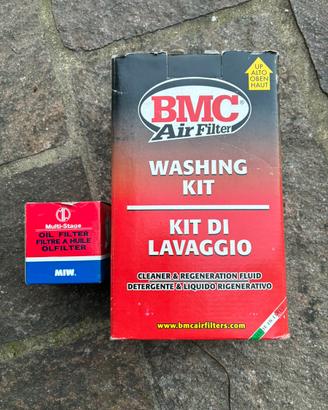 UP
ALTO
OBEN
HAUT
BMC®
Air Filter
WASHING
KIT
KIT DI
LAVAGGIO
CLEANER & REGENERATION FLUID
DETERGENTE & LIQUIDO RIGENERATIVO
www.bmcairfilters.com
Multi-Stage
OIL FILTER
FILTRE A HUILE
OLFILTER
MIW.